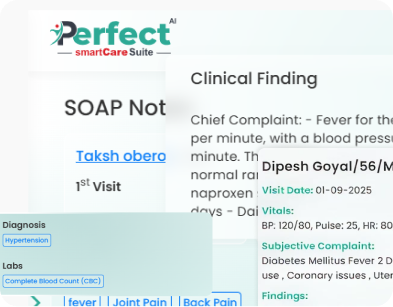 Perfect AI
smartCare Suite
SOAP Not
Taksh obero
1st Visit
Clinical Finding
Chief Complaint: - Fever for the
per minute, with a blood pressu
minute. Th
normal ran
naproxen
days - Dai
Dipesh Goyal/56/M
Visit Date: 01-09-2025
Vitals:
BP: 120/80, Pulse: 25, HR: 80
Subjective Complaint:
Diabetes Mellitus Fever 2 D
use , Coronary issues , Uter
Findings:
Diagnosis
Hypertension
Labs
Complete Blood Count (CBC)
fever
Joint Pain
Back Pain